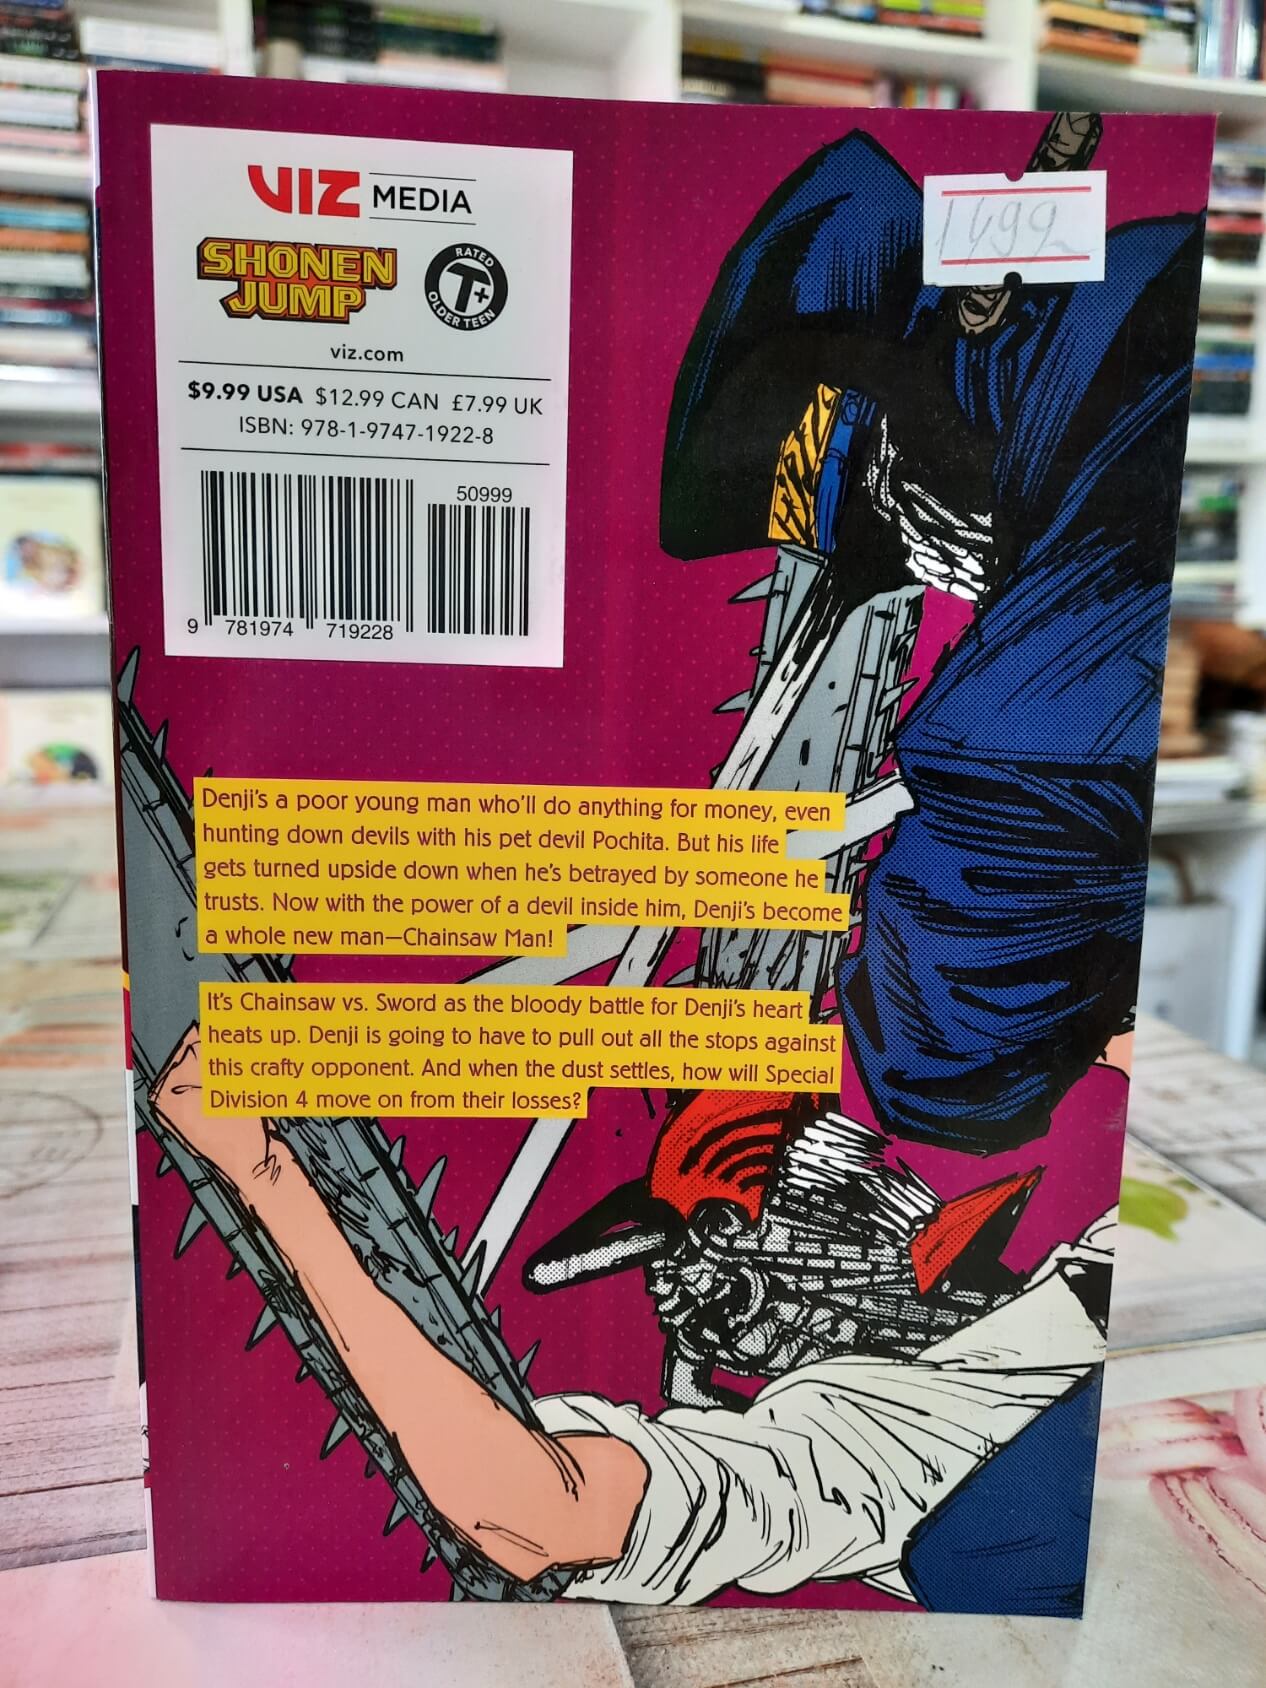 VIZ MEDIA
SHONEN
JUMP
RATED
T+
OLDER TEEN
viz.com
$9.99 USA $12.99 CAN £7.99 UK
ISBN: 978-1-9747-1922-8
50999
9 781974 719228
1499
Denji's a poor young man who'll do anything for money, even
hunting down devils with his pet devil Pochita. But his life
gets turned upside down when he's betrayed by someone he
trusts. Now with the power of a devil inside him, Denji's become
a whole new man—Chainsaw Man!
It's Chainsaw vs. Sword as the bloody battle for Denji's heart
heats up. Denji is going to have to pull out all the stops against
this crafty opponent. And when the dust settles, how will Special
Division 4 move on from their losses?